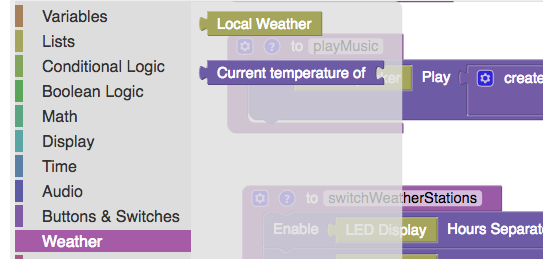 Variables
Lists
Conditional Logic
Boolean Logic
Math
Display
Time
Audio
Buttons & Switches
Weather
Local Weather
Current temperature of
to playMusic
Play create
to switchWeatherStations
Enable LED Display Hours Separat